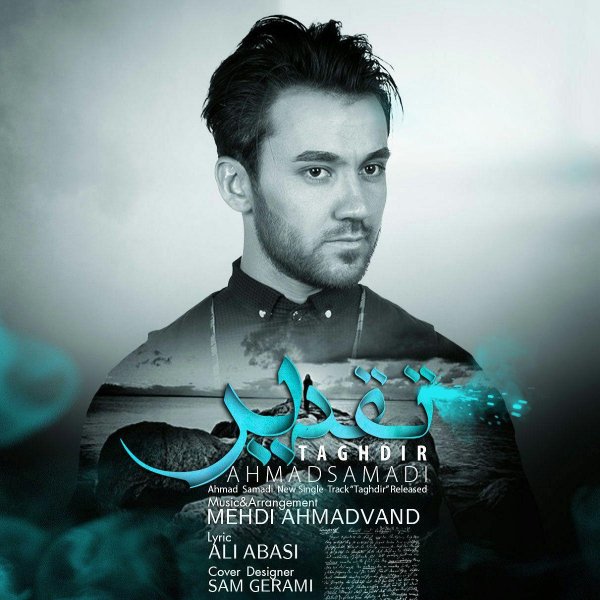 تقدیر
TAGHDIR
AHMADSAMADI
Ahmad Samadi New Single Track "Taghdir" Released
Music&Arrangement
MEHDI AHMADVAND
Lyric
ALI ABASI
Cover Designer
SAM GERAMI